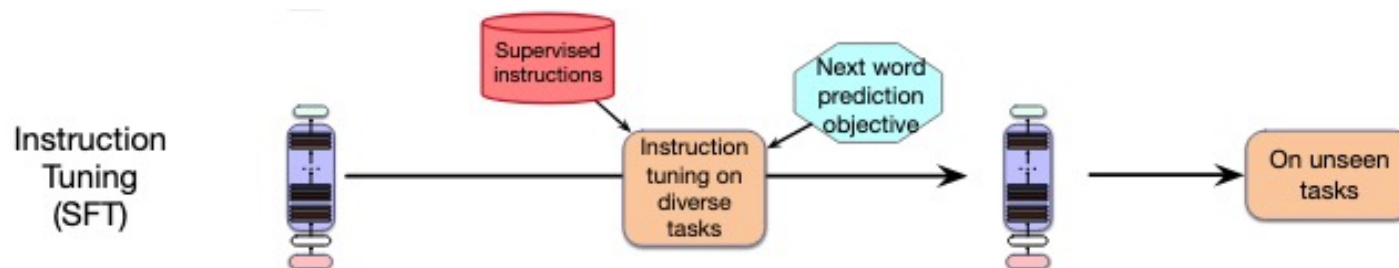 Instruction
Tuning
(SFT)
Supervised
instructions
Next word
prediction
objective
Instruction
tuning on
diverse
tasks
On unseen
tasks